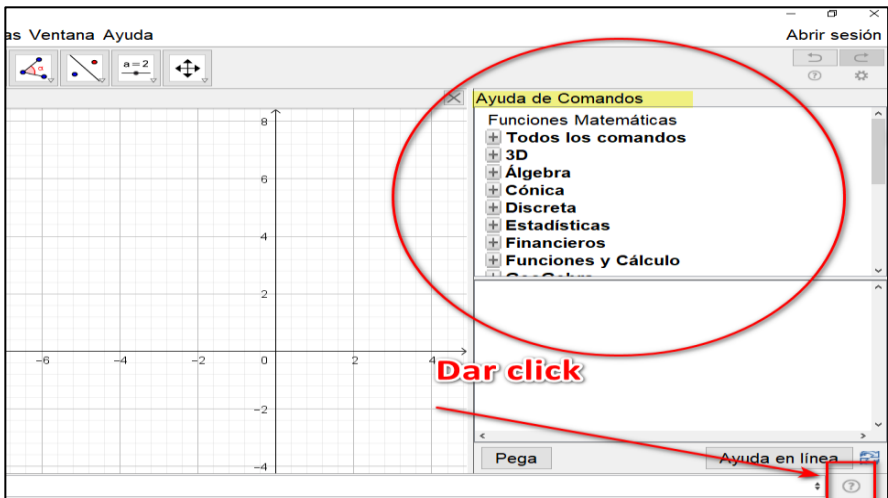 as Ventana Ayuda
Abrir sesión
a=2
Ayuda de Comandos
Funciones Matemáticas
Todos los comandos
3D
Álgebra
Cónica
Discreta
Estadísticas
Financieros
Funciones y Cálculo
GeoGebra
8
6
4
2
-6 -4 -2 0 2 4
-2
-4
Dar click
Pega
Ayuda en línea